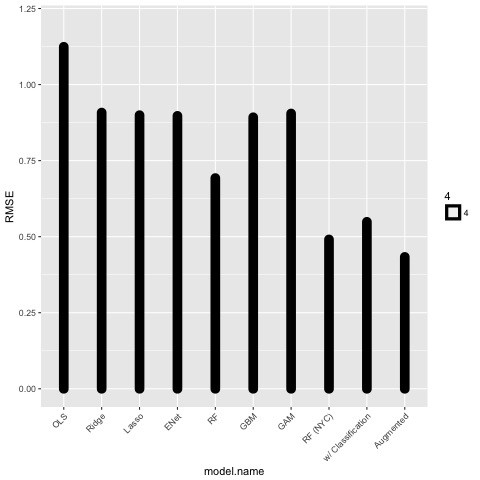 1.25
1.00
0.75
0.50
0.25
0.00
RMSE
OLS
Ridge
Lasso
ENet
RF
GBM
GAM
RF (NYC)
w/ Classification
Augmented
model.name
4
4